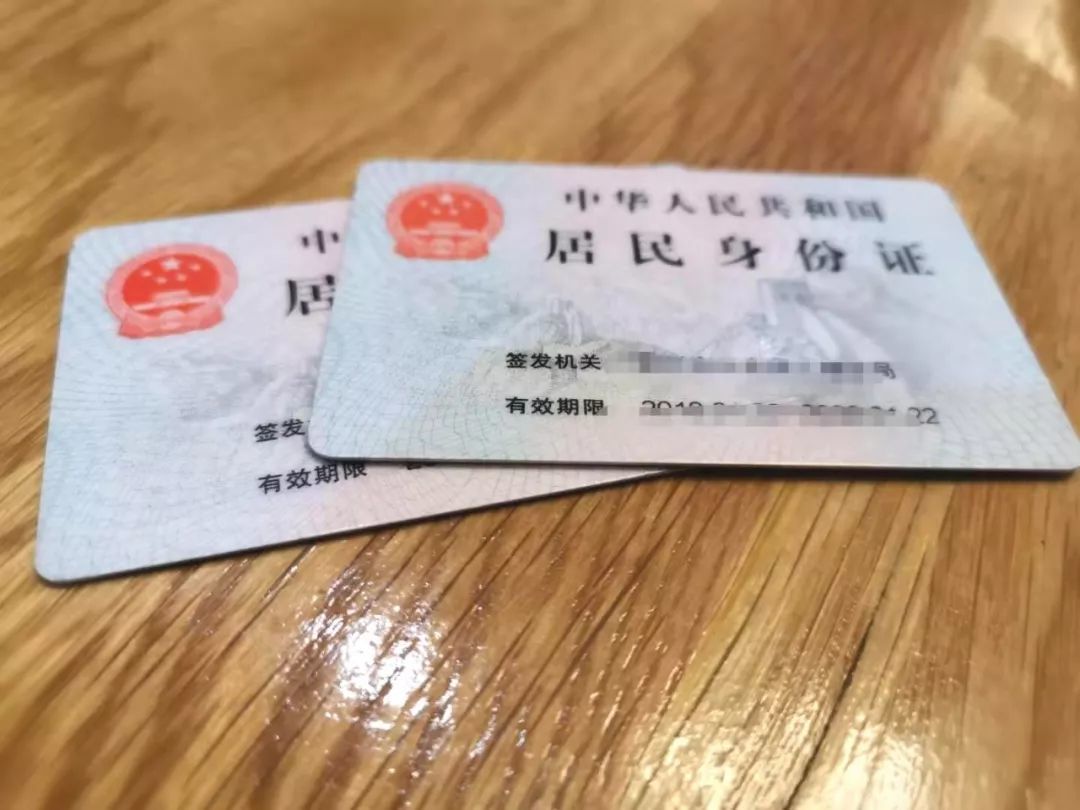 中
居
签发
有效期限
中华人民共和国
居民身份证
签发机关 局
有效期限